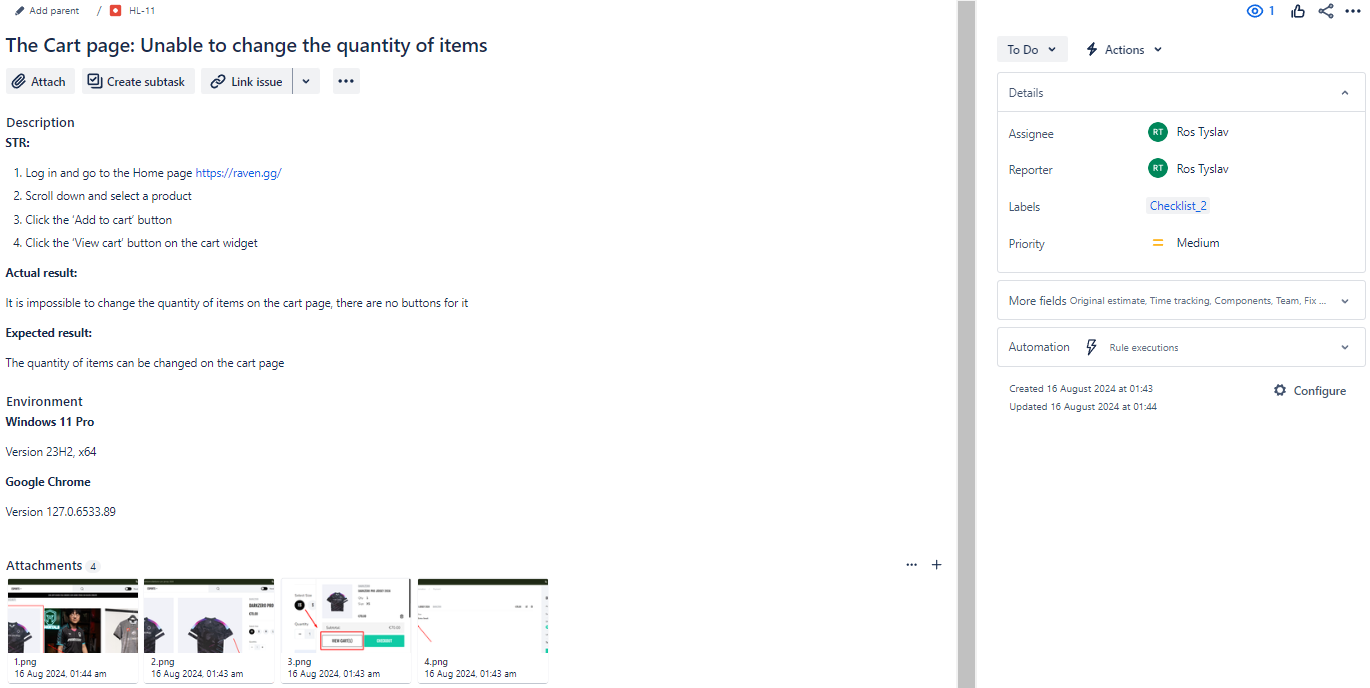 Add parent / HL-11
1
The Cart page: Unable to change the quantity of items
Attach Create subtask Link issue
Description
STR:
1. Log in and go to the Home page https://raven.gg/
2. Scroll down and select a product
3. Click the ‘Add to cart’ button
4. Click the ‘View cart’ button on the cart widget
Actual result:
It is impossible to change the quantity of items on the cart page, there are no buttons for it
Expected result:
The quantity of items can be changed on the cart page
Environment
Windows 11 Pro
Version 23H2, x64
Google Chrome
Version 127.0.6533.89
Attachments 4
Quantity
VIEW CART(1)
CHECKOUT
1.png
16 Aug 2024, 01:44 am
2.png
16 Aug 2024, 01:43 am
3.png
16 Aug 2024, 01:43 am
4.png
16 Aug 2024, 01:43 am
To Do Actions
Details
Assignee RT Ros Tyslav
Reporter RT Ros Tyslav
Labels Checklist_2
Priority Medium
More fields Original estimate, Time tracking, Components, Team, Fix ...
Automation Rule executions
Created 16 August 2024 at 01:43
Updated 16 August 2024 at 01:44
Configure